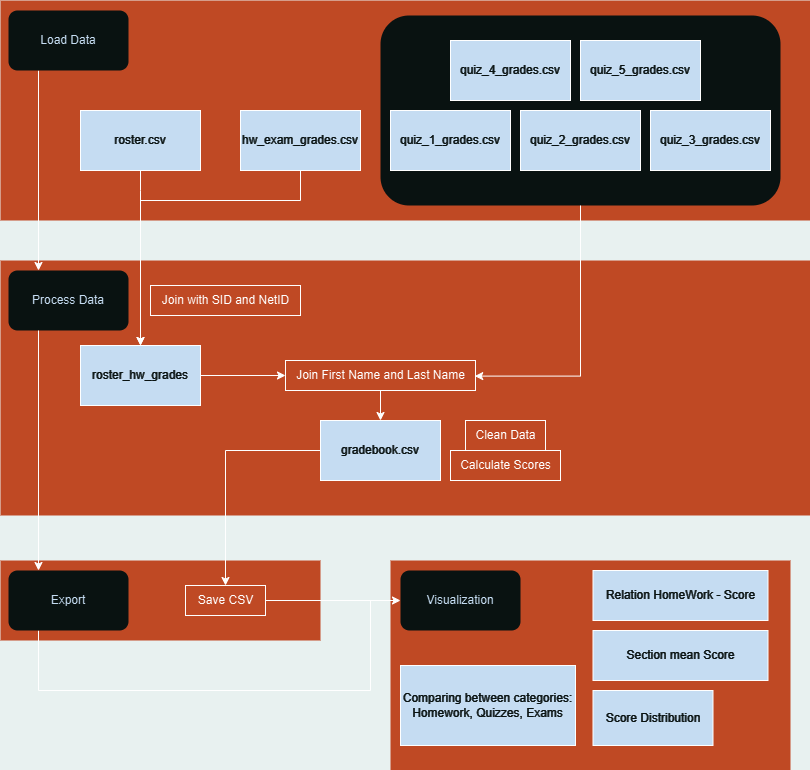 Load Data
quiz_4_grades.csv
quiz_5_grades.csv
roster.csv
hw_exam_grades.csv
quiz_1_grades.csv
quiz_2_grades.csv
quiz_3_grades.csv
Process Data
Join with SID and NetID
roster_hw_grades
Join First Name and Last Name
gradebook.csv
Clean Data
Calculate Scores
Export
Save CSV
Visualization
Relation HomeWork - Score
Section mean Score
Comparing between categories:
Homework, Quizzes, Exams
Score Distribution